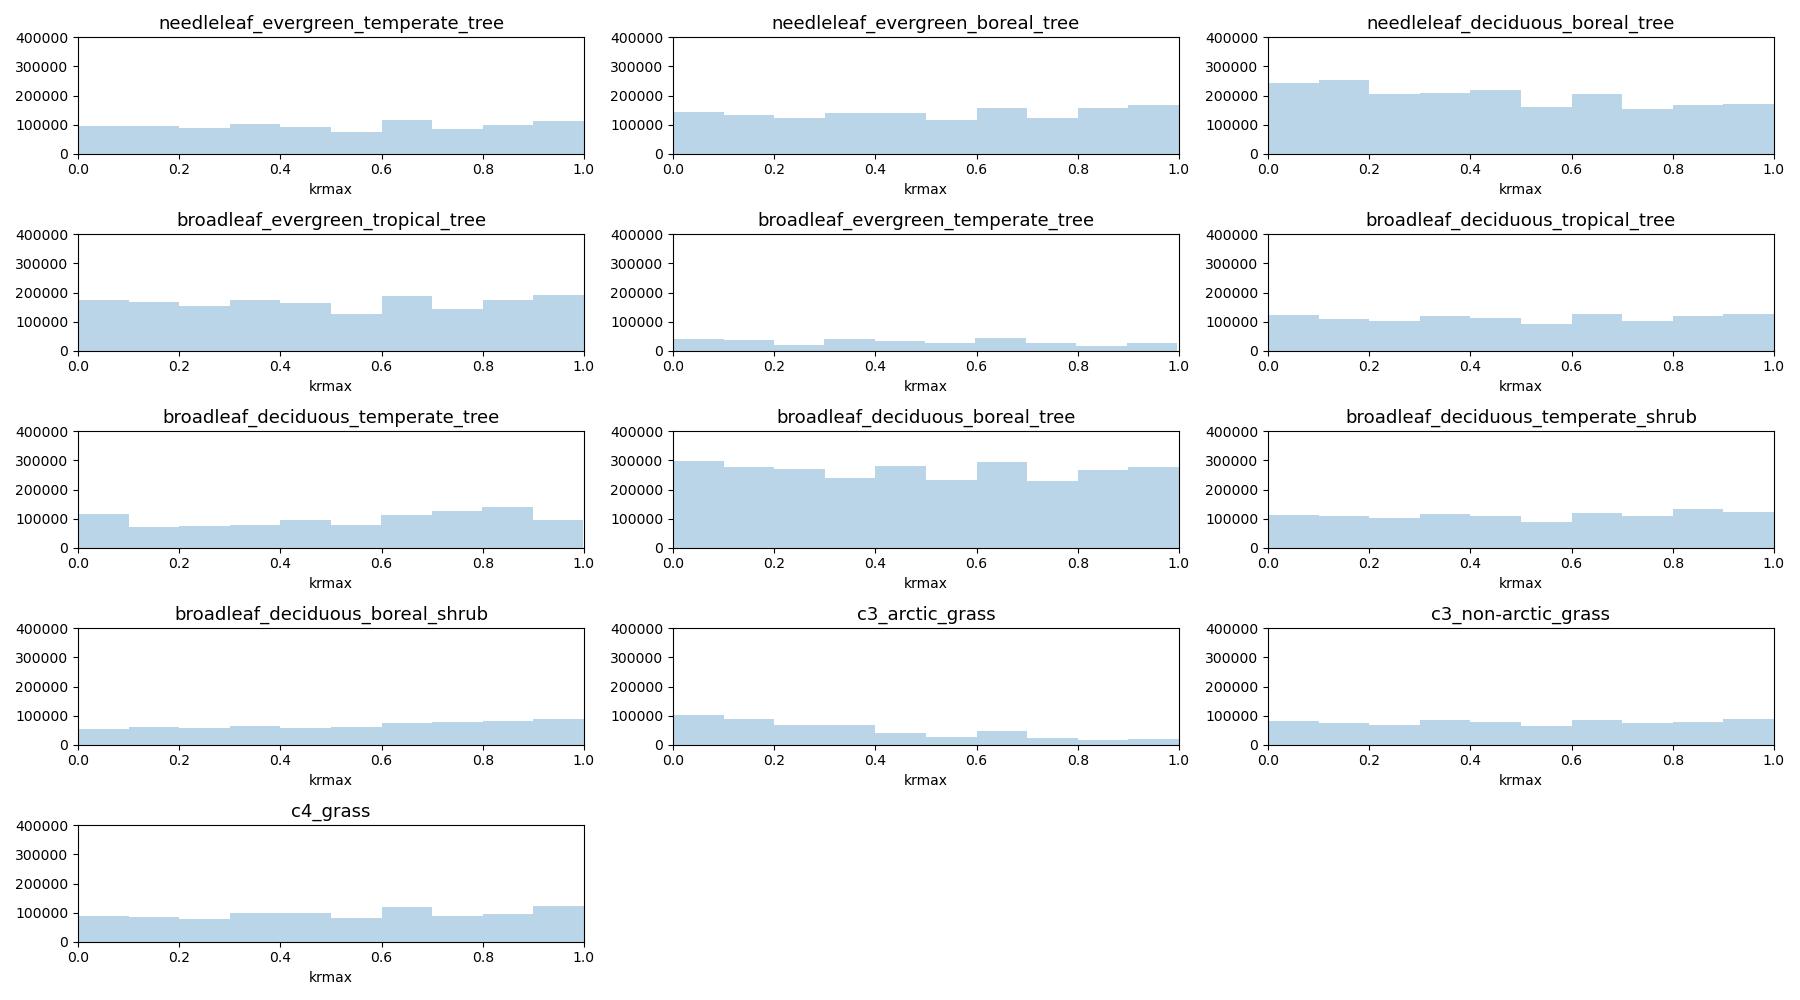 needleleaf_evergreen_temperate_tree
400000
300000
200000
100000
0
0.0 0.2 0.4 0.6 0.8 1.0
krmax
needleleaf_evergreen_boreal_tree
400000
300000
200000
100000
0
0.0 0.2 0.4 0.6 0.8 1.0
krmax
needleleaf_deciduous_boreal_tree
400000
300000
200000
100000
0
0.0 0.2 0.4 0.6 0.8 1.0
krmax
broadleaf_evergreen_tropical_tree
400000
300000
200000
100000
0
0.0 0.2 0.4 0.6 0.8 1.0
krmax
broadleaf_evergreen_temperate_tree
400000
300000
200000
100000
0
0.0 0.2 0.4 0.6 0.8 1.0
krmax
broadleaf_deciduous_tropical_tree
400000
300000
200000
100000
0
0.0 0.2 0.4 0.6 0.8 1.0
krmax
broadleaf_deciduous_temperate_tree
400000
300000
200000
100000
0
0.0 0.2 0.4 0.6 0.8 1.0
krmax
broadleaf_deciduous_boreal_tree
400000
300000
200000
100000
0
0.0 0.2 0.4 0.6 0.8 1.0
krmax
broadleaf_deciduous_temperate_shrub
400000
300000
200000
100000
0
0.0 0.2 0.4 0.6 0.8 1.0
krmax
broadleaf_deciduous_boreal_shrub
400000
300000
200000
100000
0
0.0 0.2 0.4 0.6 0.8 1.0
krmax
c3_arctic_grass
400000
300000
200000
100000
0
0.0 0.2 0.4 0.6 0.8 1.0
krmax
c3_non-arctic_grass
400000
300000
200000
100000
0
0.0 0.2 0.4 0.6 0.8 1.0
krmax
c4_grass
400000
300000
200000
100000
0
0.0 0.2 0.4 0.6 0.8 1.0
krmax